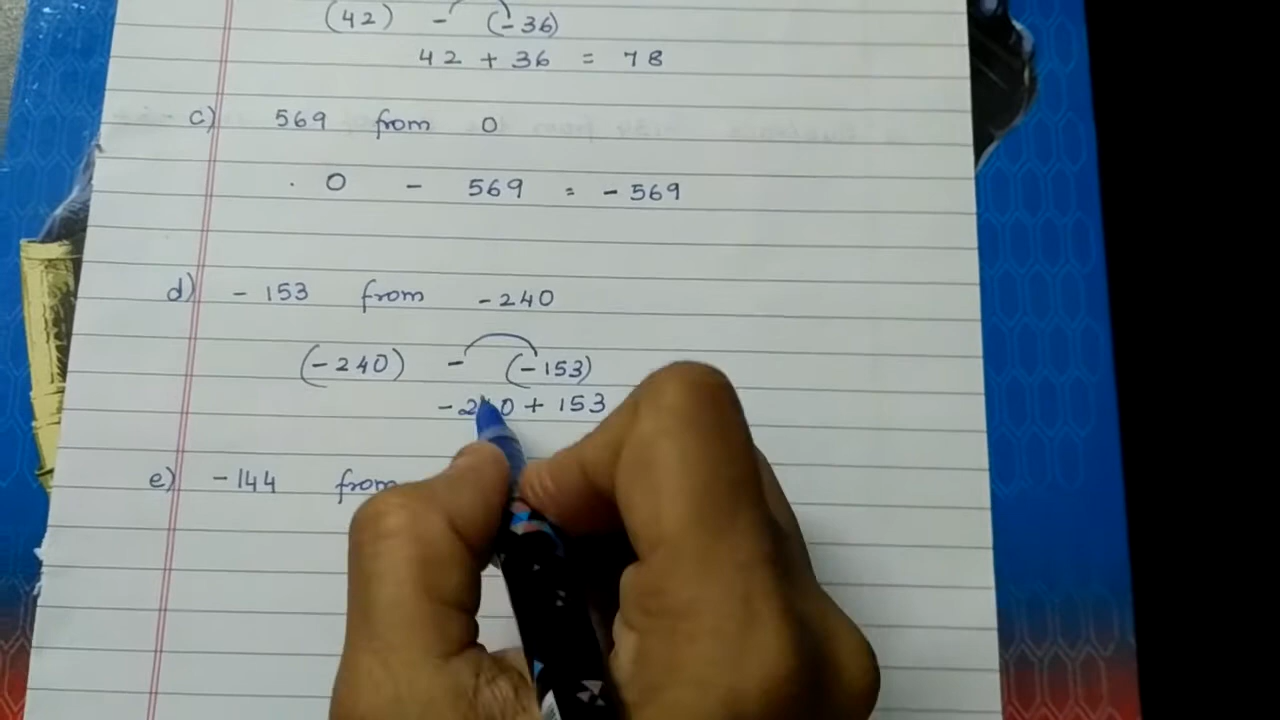 (42) - (-36)
42 + 36 = 78
c) 569 from 0
. 0 - 569 = - 569
d) - 153 from - 240
(-240) - (-153)
-240 + 153
e) -144 from